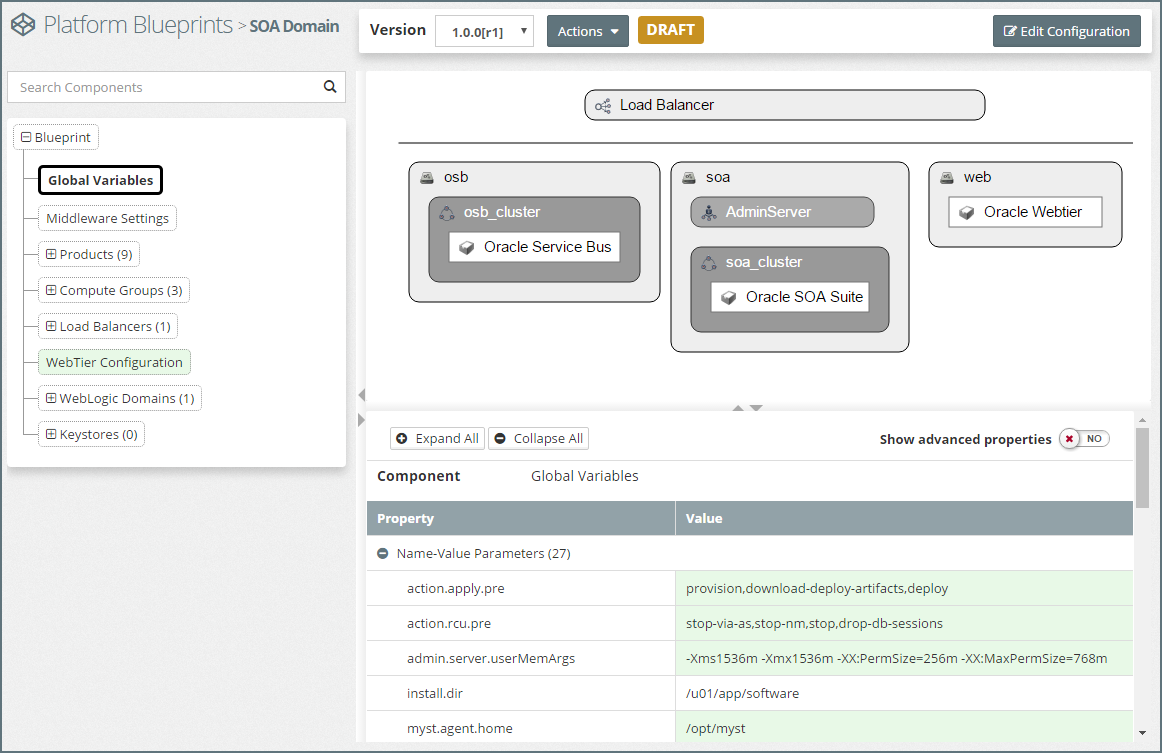 Platform Blueprints > SOA Domain
Version 1.0.0[r1] Actions DRAFT Edit Configuration
Search Components
Blueprint
Global Variables
Middleware Settings
Products (9)
Compute Groups (3)
Load Balancers (1)
WebTier Configuration
WebLogic Domains (1)
Keystores (0)
Load Balancer
osb
osb_cluster
Oracle Service Bus
soa
AdminServer
soa_cluster
Oracle SOA Suite
web
Oracle Webtier
Expand All Collapse All Show advanced properties NO
Component Global Variables
Property Value
Name-Value Parameters (27)
action.apply.pre provision,download-deploy-artifacts,deploy
action.rcu.pre stop-via-as,stop-nm,stop,drop-db-sessions
admin.server.userMemArgs -Xms1536m -Xmx1536m -XX:PermSize=256m -XX:MaxPermSize=768m
install.dir /u01/app/software
myst.agent.home /opt/myst